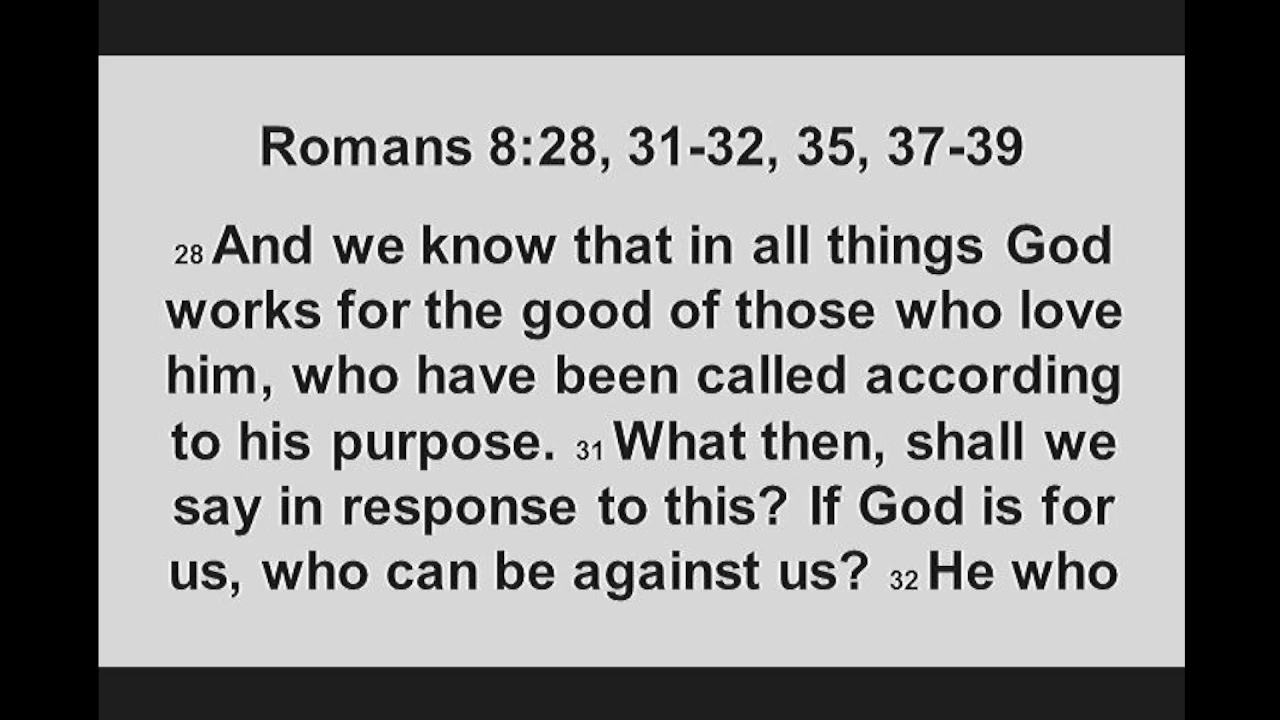 Romans 8:28, 31-32, 35, 37-39
28 And we know that in all things God
works for the good of those who love
him, who have been called according
to his purpose. 31 What then, shall we
say in response to this? If God is for
us, who can be against us? 32 He who